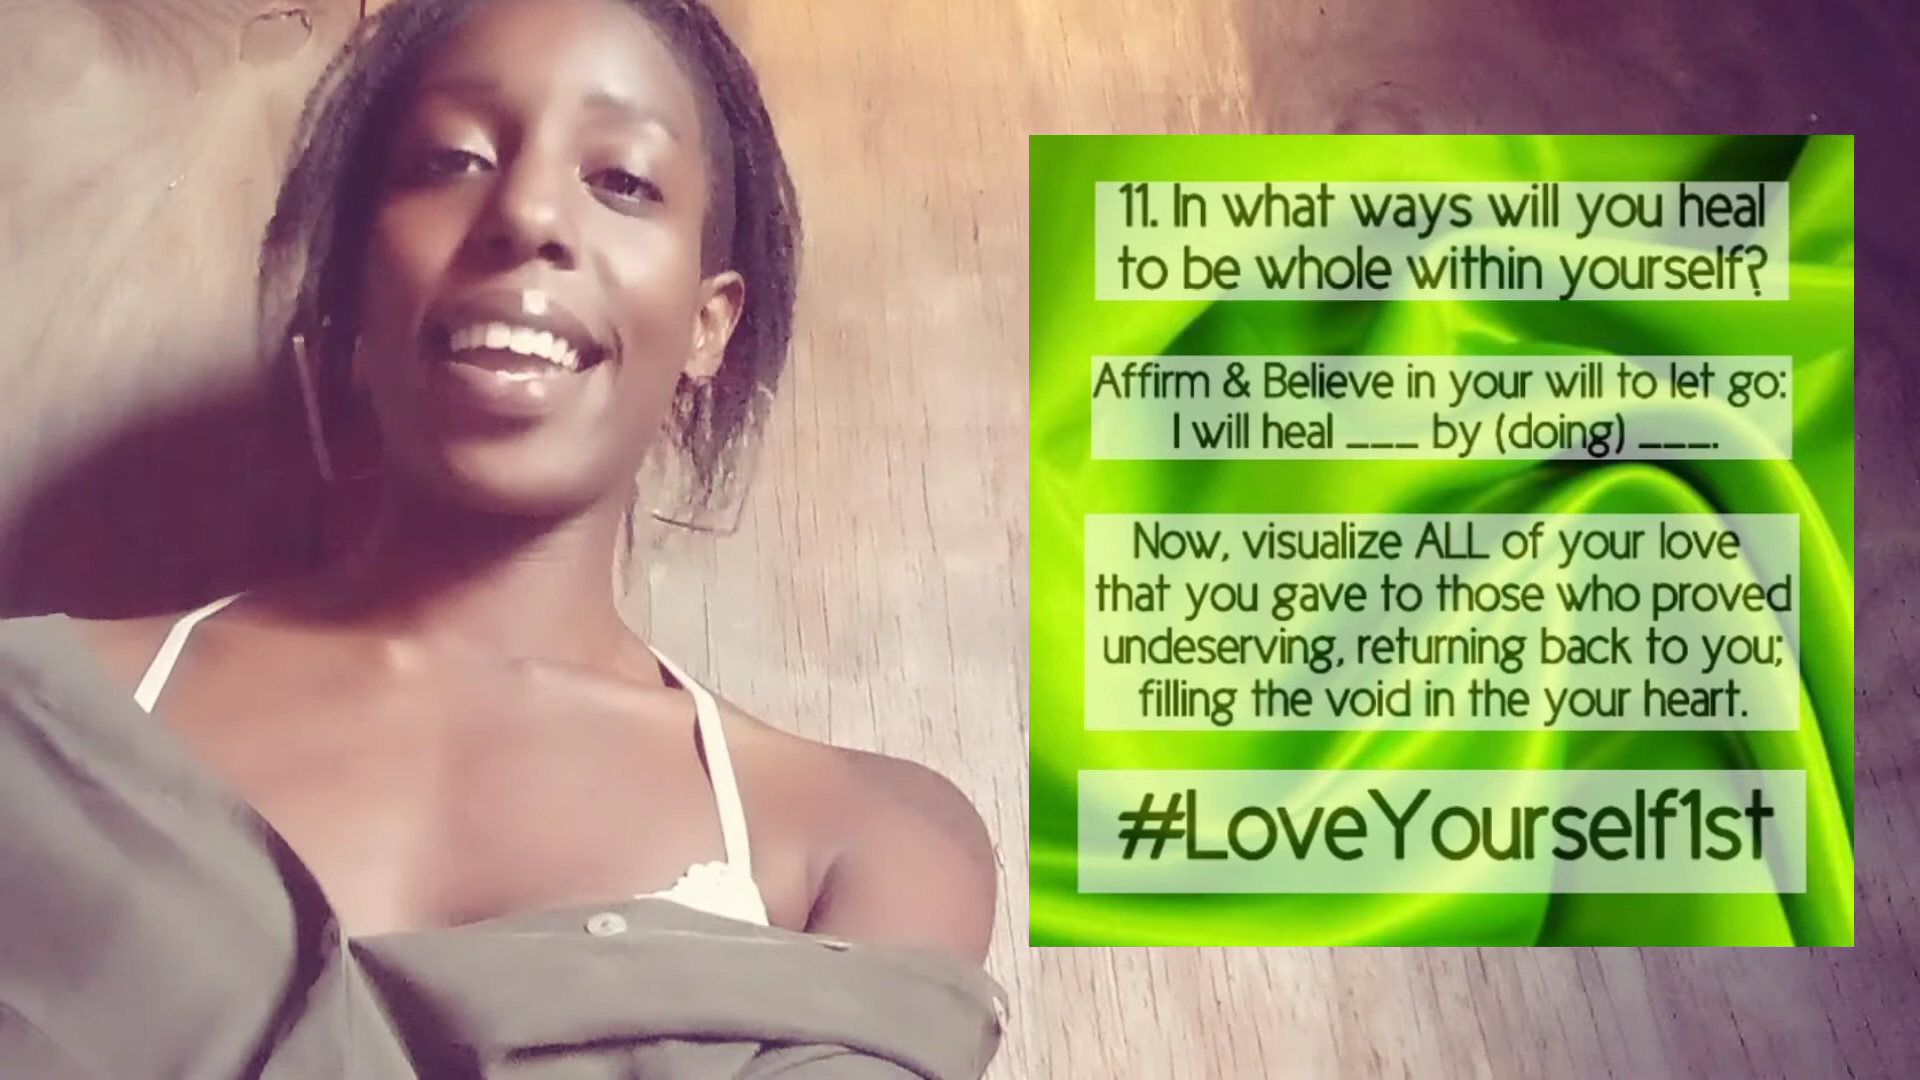 11. In what ways will you heal
to be whole within yourself?
Affirm & Believe in your will to let go:
I will heal ___ by (doing) ___.
Now, visualize ALL of your love
that you gave to those who proved
undeserving, returning back to you;
filling the void in the your heart.
#LoveYourself1st